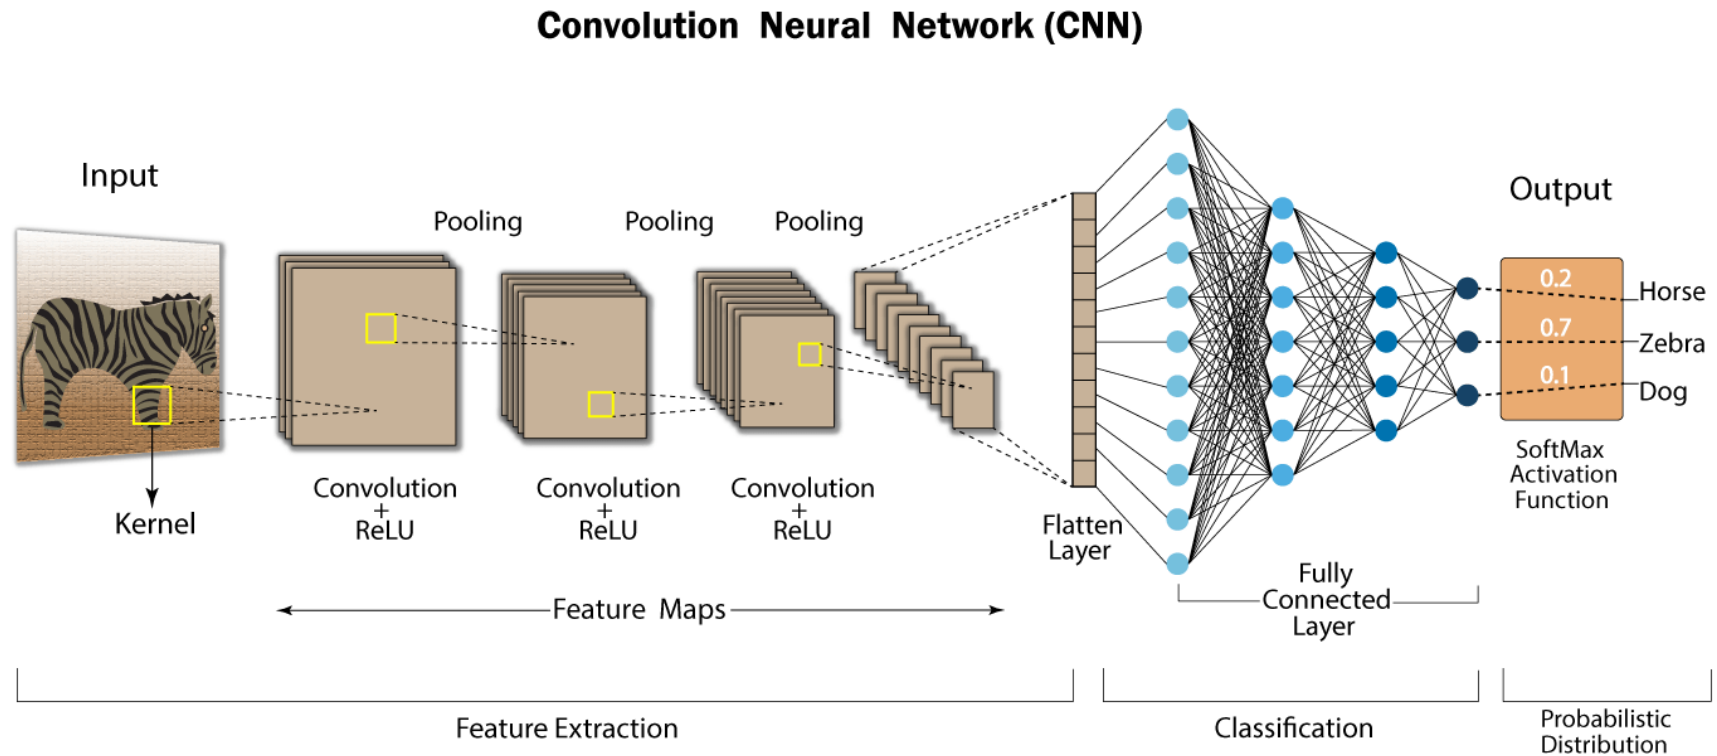 Convolution Neural Network (CNN)
Input
Pooling
Pooling
Pooling
Output
Kernel
Convolution
+
ReLU
Convolution
+
ReLU
Convolution
+
ReLU
Flatten
Layer
0.2
Horse
0.7
Zebra
0.1
Dog
SoftMax
Activation
Function
Feature Maps
Fully
Connected
Layer
Feature Extraction
Classification
Probabilistic
Distribution